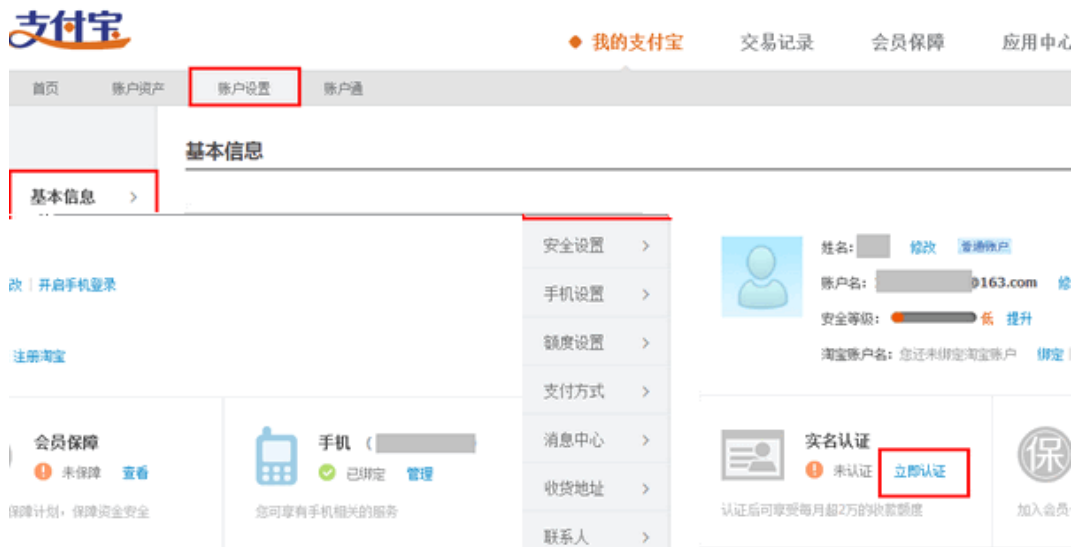 支付宝
我的支付宝 交易记录 会员保障 应用中心
首页 账户资产 账户设置 账户通
基本信息
基本信息 >
改 | 开启手机登录
注册淘宝
会员保障
未保障 查看
保障计划，保障资金安全
手机 (
已绑定 管理
您可享有手机相关的服务
安全设置 >
手机设置 >
额度设置 >
支付方式 >
消息中心 >
收货地址 >
联系人 >
姓名: 修改 普通账户
账户名: @163.com 修
安全等级: 低 提升
淘宝账户名: 您还未绑定淘宝账户 绑定 |
实名认证
未认证 立即认证
认证后可享受每月超2万的收款额度
保
加入会员